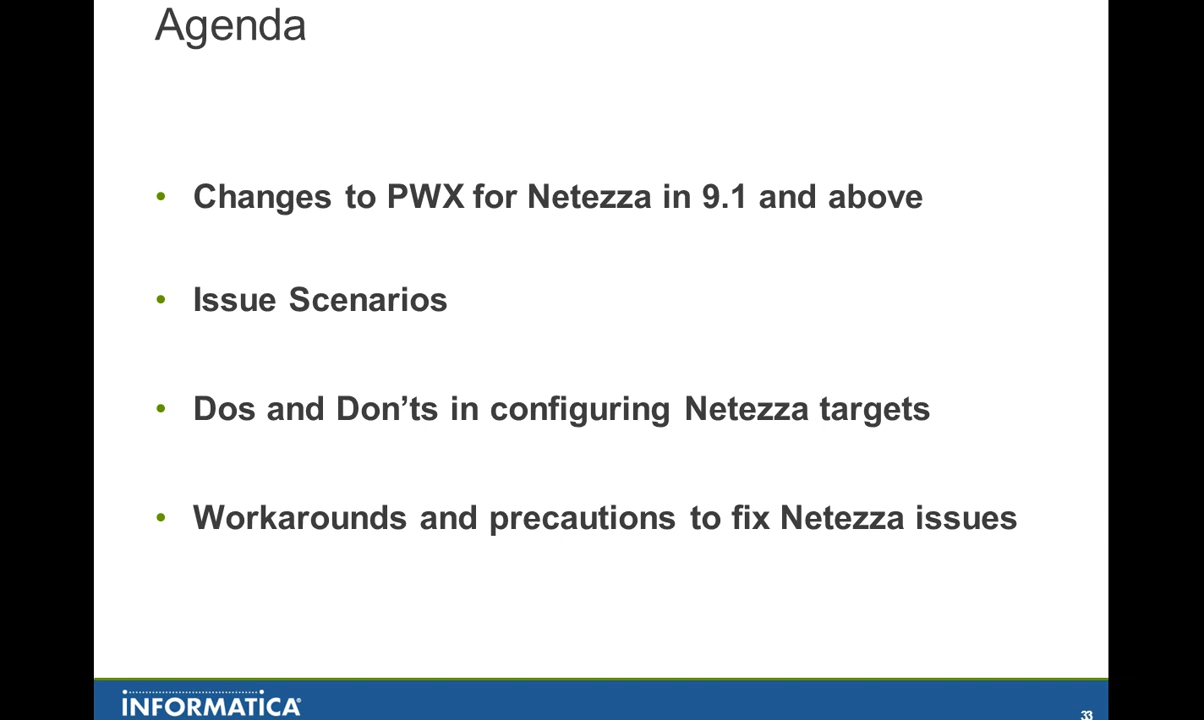 Agenda
• Changes to PWX for Netezza in 9.1 and above
• Issue Scenarios
• Dos and Don’ts in configuring Netezza targets
• Workarounds and precautions to fix Netezza issues
INFORMATICA®
33